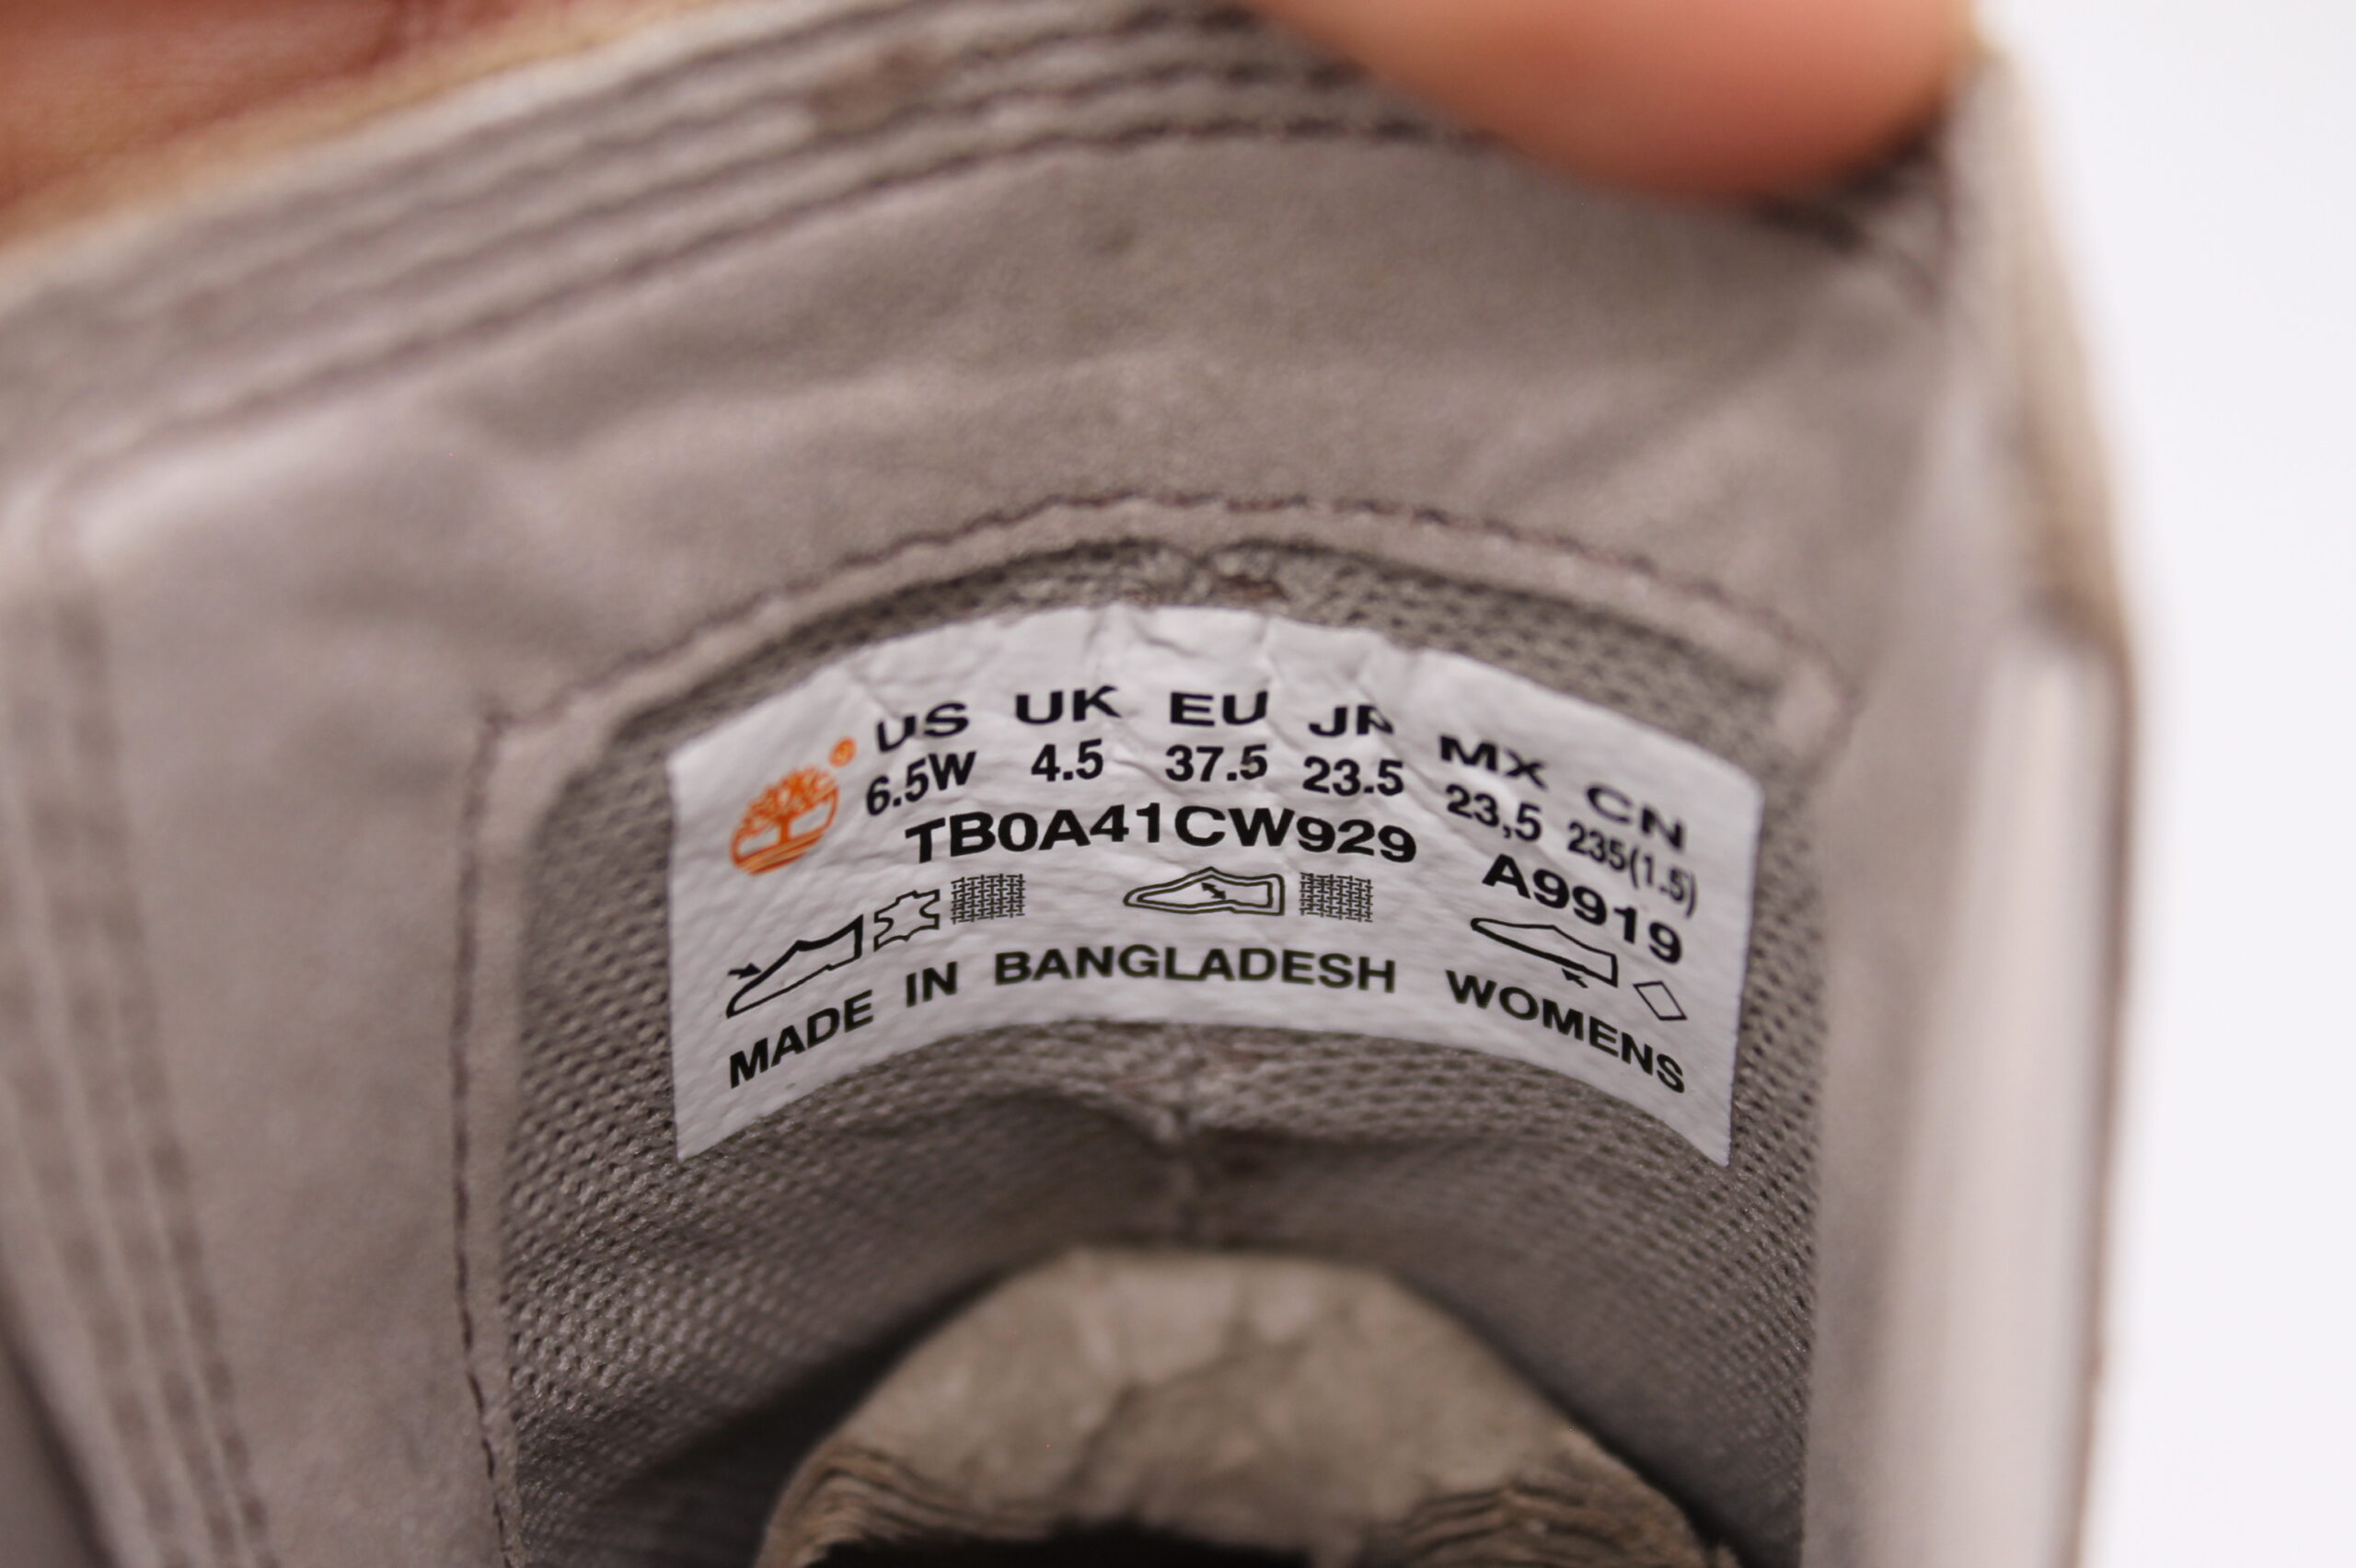 US UK EU JP MX CN
6.5W 4.5 37.5 23.5 23,5 235(1.5)
TB0A41CW929 A9919
MADE IN BANGLADESH WOMENS